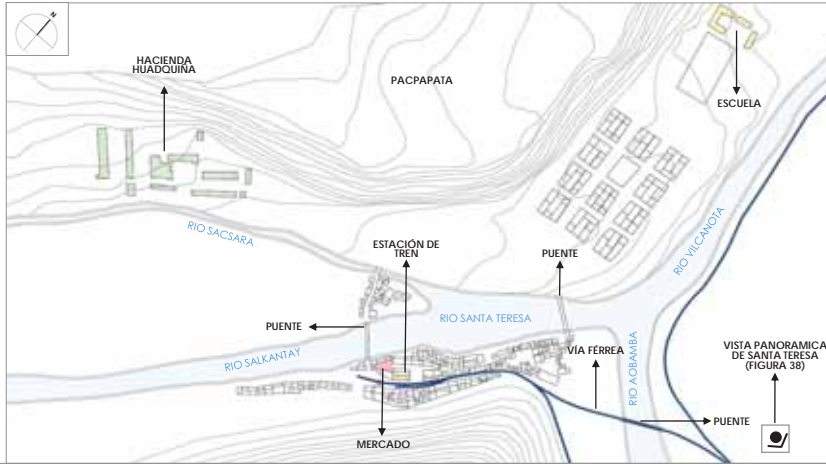 N
HACIENDA
HUADQUIÑA
PACPAPATA
ESCUELA
RIO SACSARA
ESTACIÓN DE
TREN
PUENTE
RIO VILCANOTA
PUENTE
RIO SANTA TERESA
RIO SALKANTAY
VÍA FÉRREA
RIO AOBAMBA
VISTA PANORAMICA
DE SANTA TERESA
(FIGURA 38)
PUENTE
MERCADO